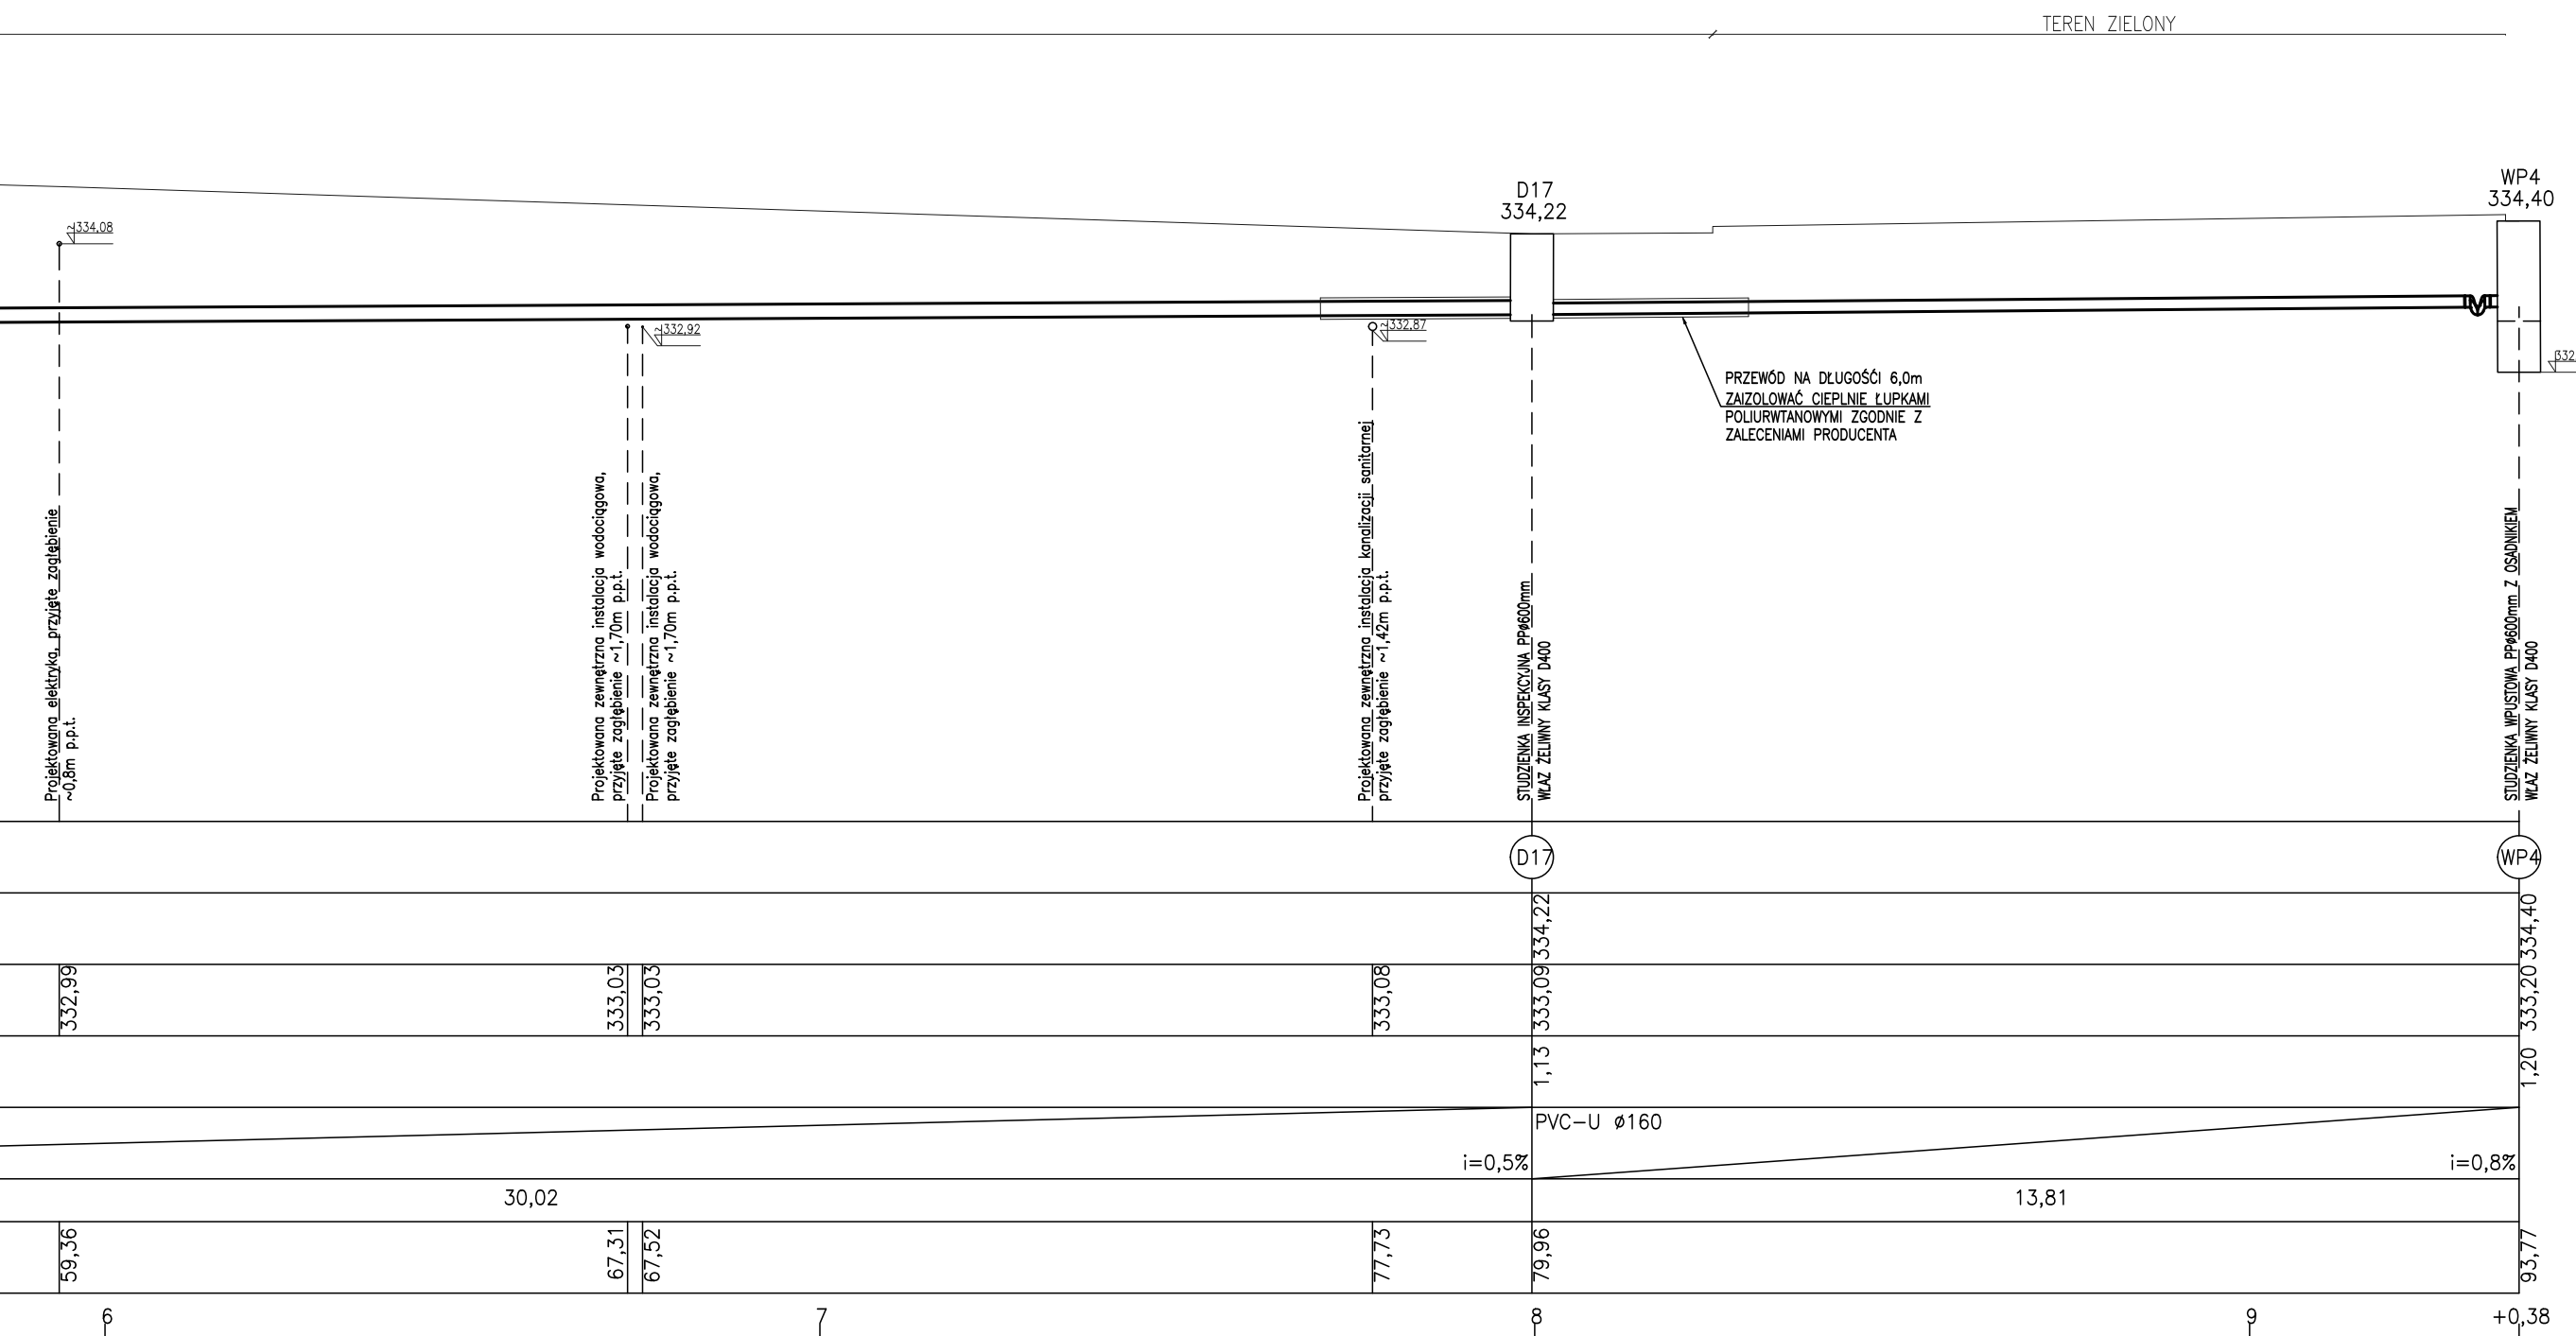 TEREN ZIELONY
D17
334,22
WP4
334,40
334,08
332,92
332,87
PRZEWÓD NA DŁUGOŚĆI 6,0m
ZAIZOLOWAĆ CIEPLNIE ŁUPKAMI
POLIURWTANOWYMI ZGODNIE Z
ZALECENIAMI PRODUCENTA
Projektowana elektryka, przyjęte zagłębienie
~0,8m p.p.t.
Projektowana zewnętrzna instalacja wodociągowa,
przyjęte zagłębienie ~1,70m p.p.t.
Projektowana zewnętrzna instalacja wodociągowa,
przyjęte zagłębienie ~1,70m p.p.t.
Projektowana zewnętrzna instalacja kanalizacji sanitarnej
przyjęte zagłębienie ~1,42m p.p.t.
STUDZIENKA INSPEKCYJNA PPø600mm
WŁAZ ŻELIWNY KLASY D400
STUDZIENKA WPUSTOWA PPø600mm Z OSADNIKIEM
WŁAZ ŻELIWNY KLASY D400
D17
WP4
334,22
334,40
332,99
333,03
333,03
333,08
333,09
333,20
1,13
1,20
PVC-U ø160
i=0,5%
i=0,8%
30,02
13,81
59,36
67,31
67,52
77,73
79,96
93,77
6
7
8
9
+0,38